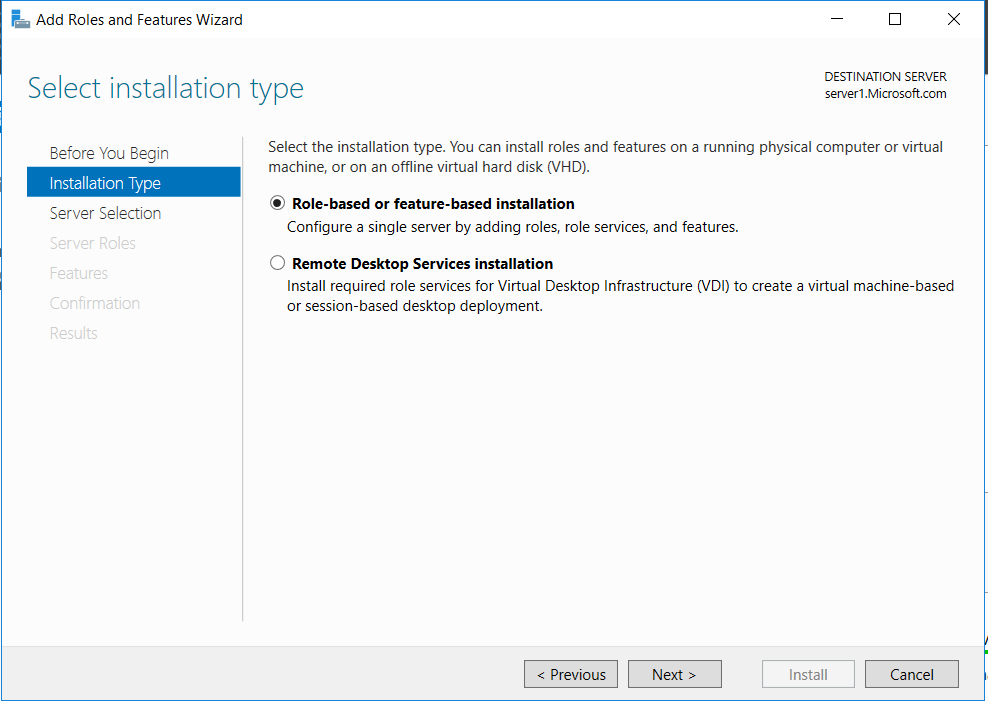 Add Roles and Features Wizard
Select installation type
DESTINATION SERVER
server1.Microsoft.com
Before You Begin
Installation Type
Server Selection
Server Roles
Features
Confirmation
Results
Select the installation type. You can install roles and features on a running physical computer or virtual
machine, or on an offline virtual hard disk (VHD).
Role-based or feature-based installation
Configure a single server by adding roles, role services, and features.
Remote Desktop Services installation
Install required role services for Virtual Desktop Infrastructure (VDI) to create a virtual machine-based
or session-based desktop deployment.
< Previous
Next >
Install
Cancel